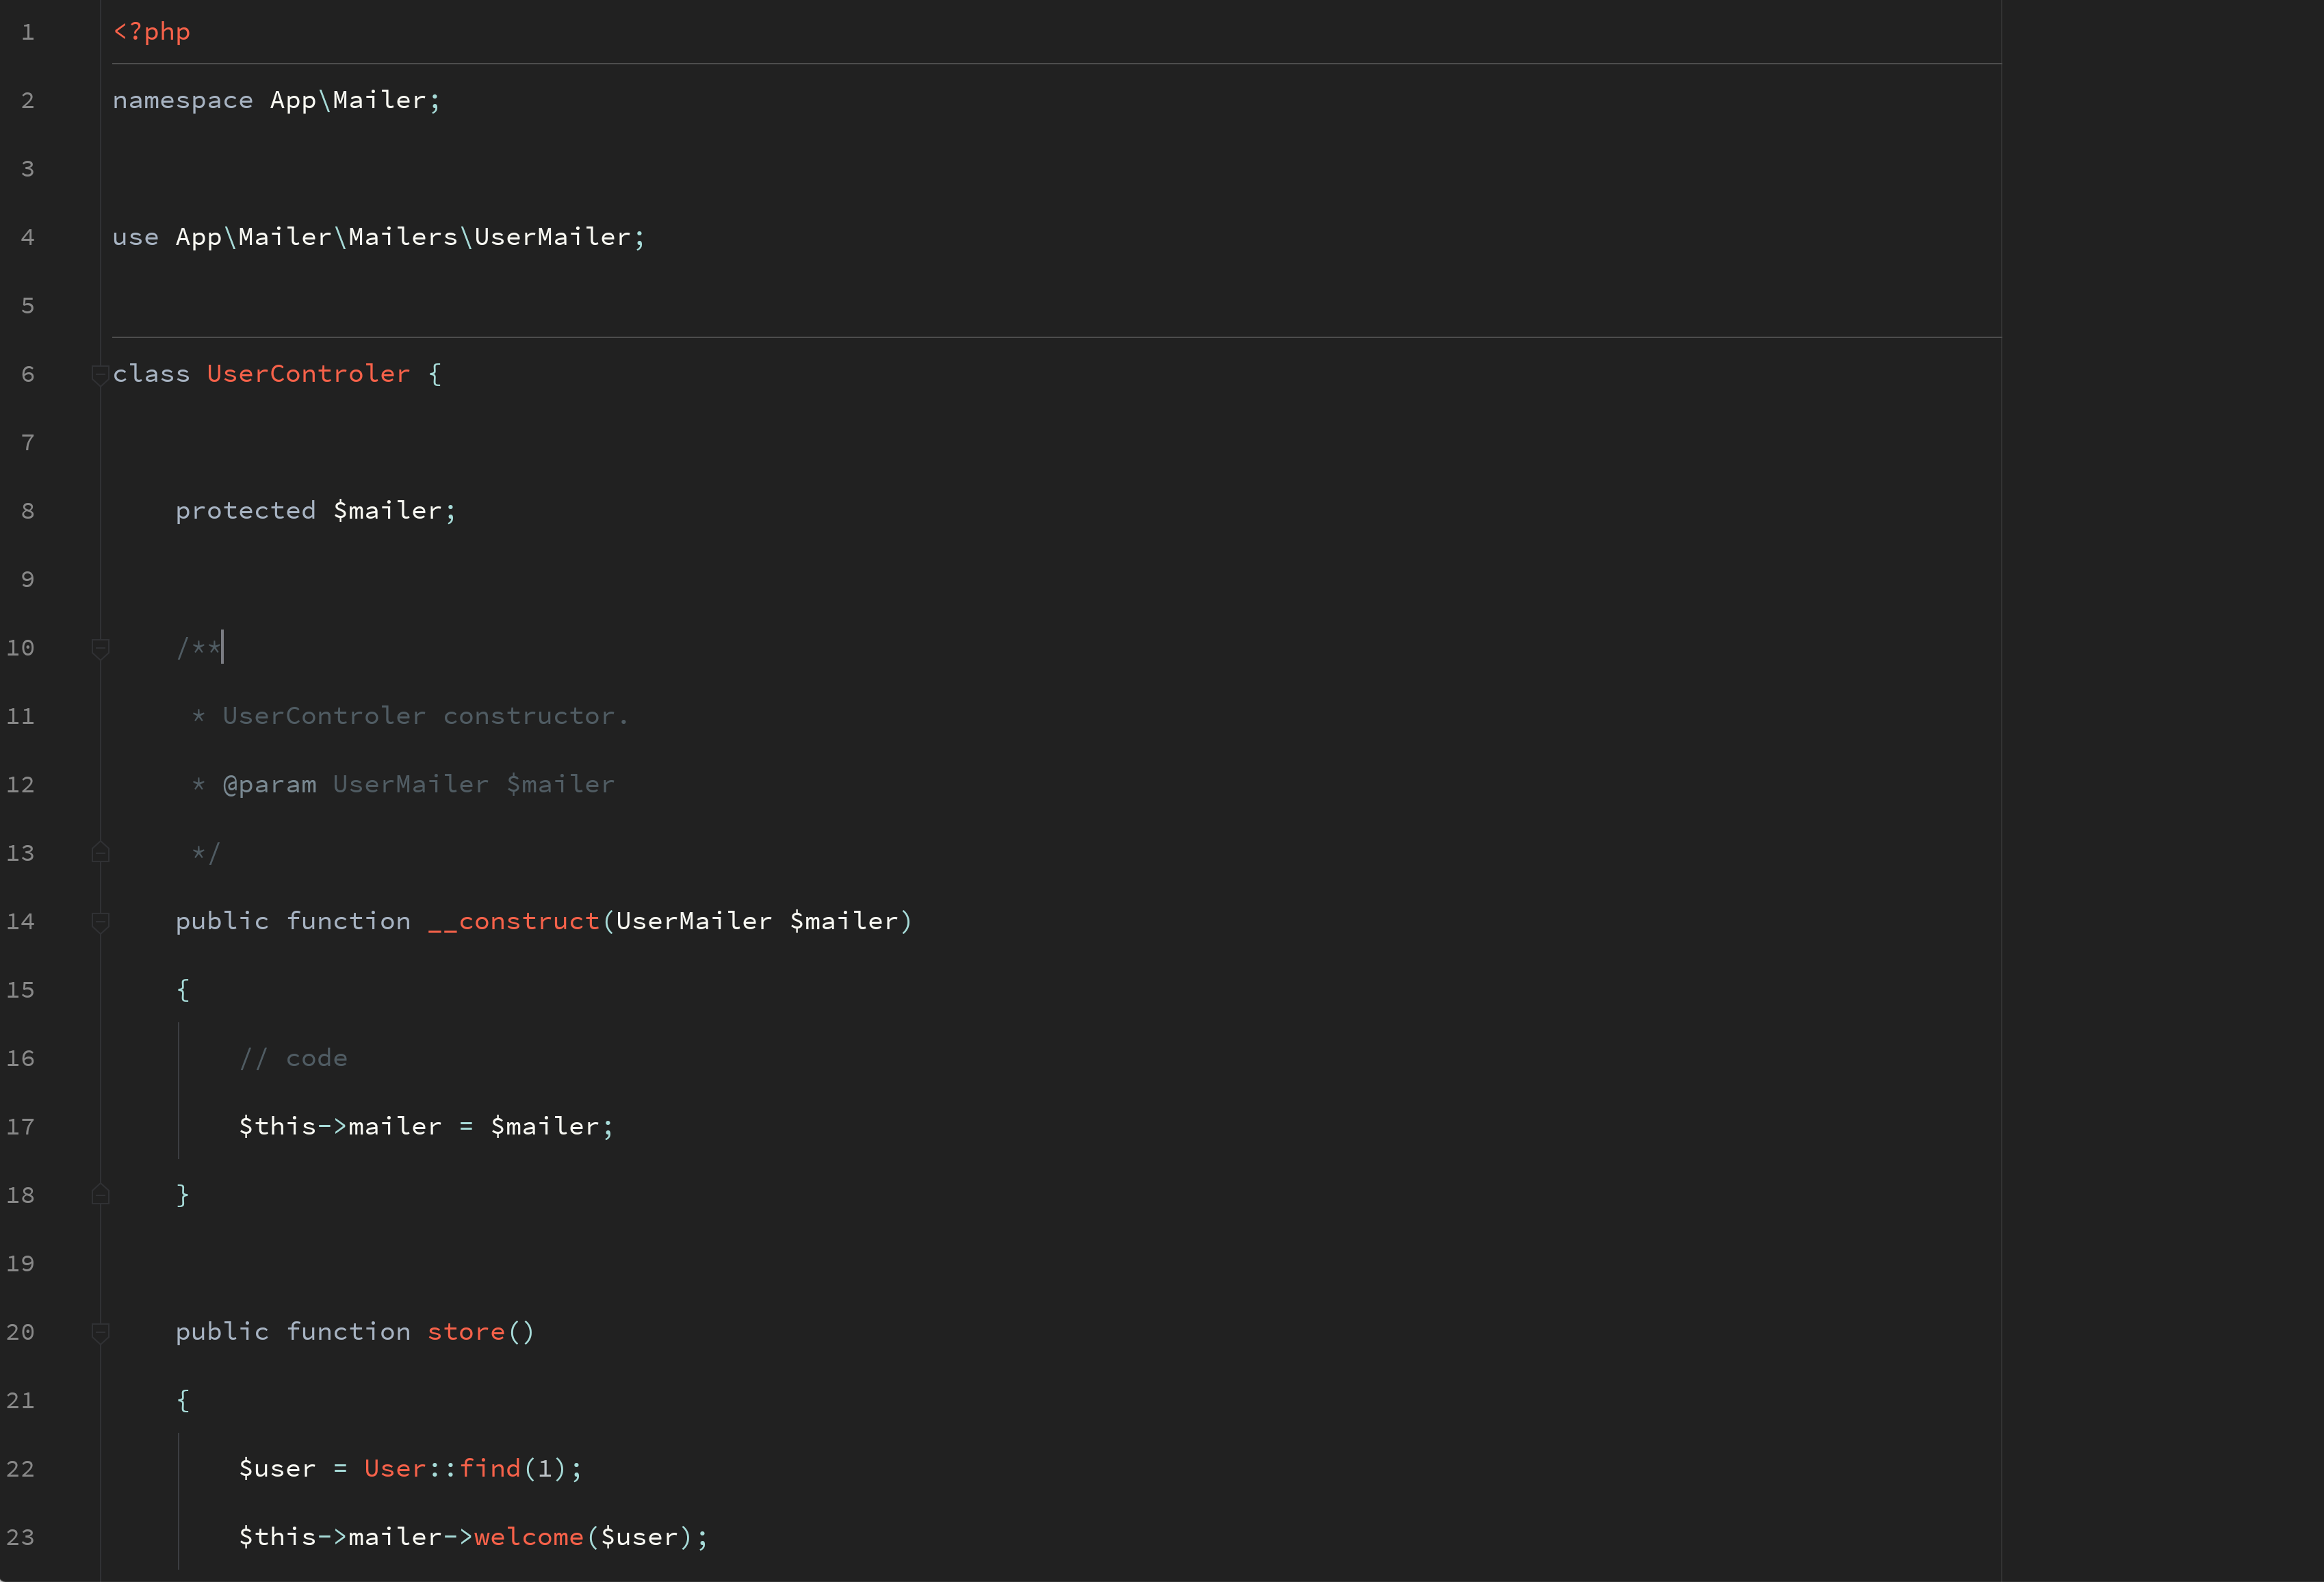 1 <?php
2 namespace App\Mailer;
3
4 use App\Mailer\Mailers\UserMailer;
5
6 class UserControler {
7
8 protected $mailer;
9
10 /**
11 * UserControler constructor.
12 * @param UserMailer $mailer
13 */
14 public function __construct(UserMailer $mailer)
15 {
16 // code
17 $this->mailer = $mailer;
18 }
19
20 public function store()
21 {
22 $user = User::find(1);
23 $this->mailer->welcome($user);